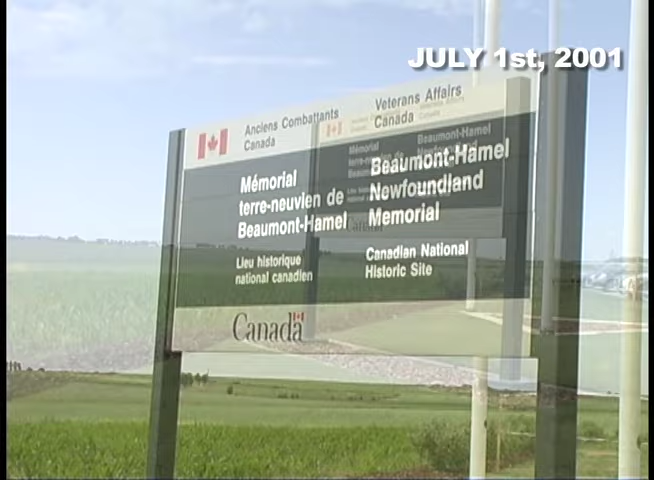 JULY 1st, 2001
Anciens Combattants
Canada
Veterans Affairs
Canada
Mémorial
terre-neuvien de
Beaumont-Hamel
Beaumont-Hamel
Newfoundland
Memorial
Lieu historique
national canadien
Canadian National
Historic Site
Canada